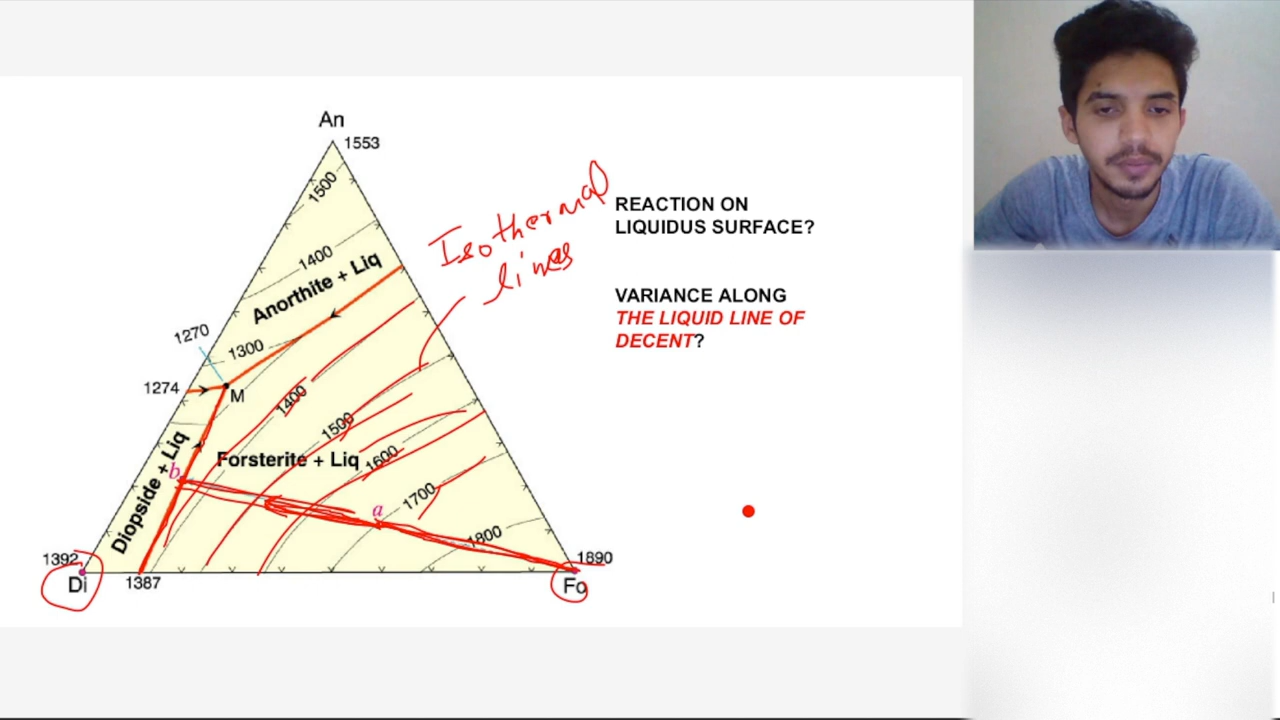 An
1553
1500
1400
Anorthite + Liq
1270
1300
1274
M
Isothermal
lines
REACTION ON
LIQUIDUS SURFACE?
VARIANCE ALONG
THE LIQUID LINE OF
DECENT?
1400
1500
Forsterite + Liq
1600
Diopside + Liq
b
a
1700
1800
1392
Di
1387
1890
Fo